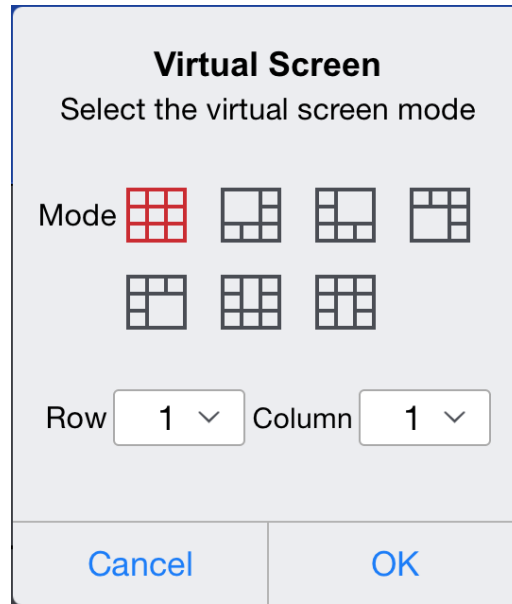 Virtual Screen
Select the virtual screen mode
Mode
Row 1 Column 1
Cancel OK